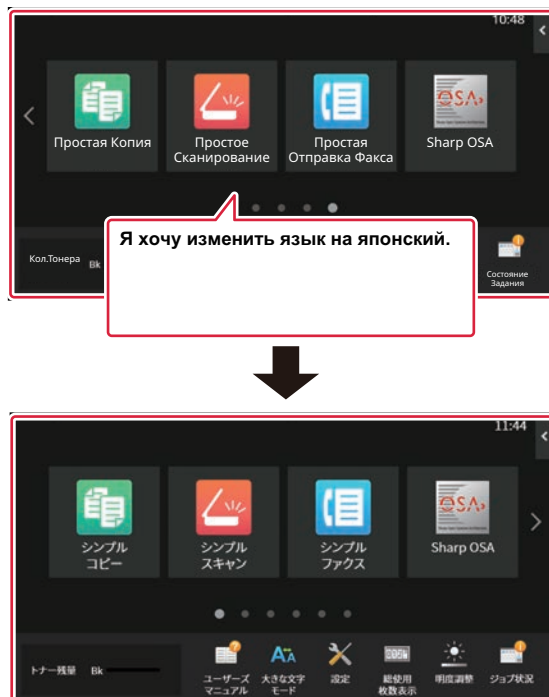 10:48
Простая Копия
Простое
Сканирование
Простая
Отправка Факса
Sharp OSA
Я хочу изменить язык на японский.
Кол.Тонера
Bk
Состояние
Задания
11:44
シンプル
コピー
シンプル
スキャン
シンプル
ファクス
Sharp OSA
トナー残量 Bk
ユーザーズ
マニュアル
大きな文字
モード
設定
総使用
枚数表示
明度調整
ジョブ状況